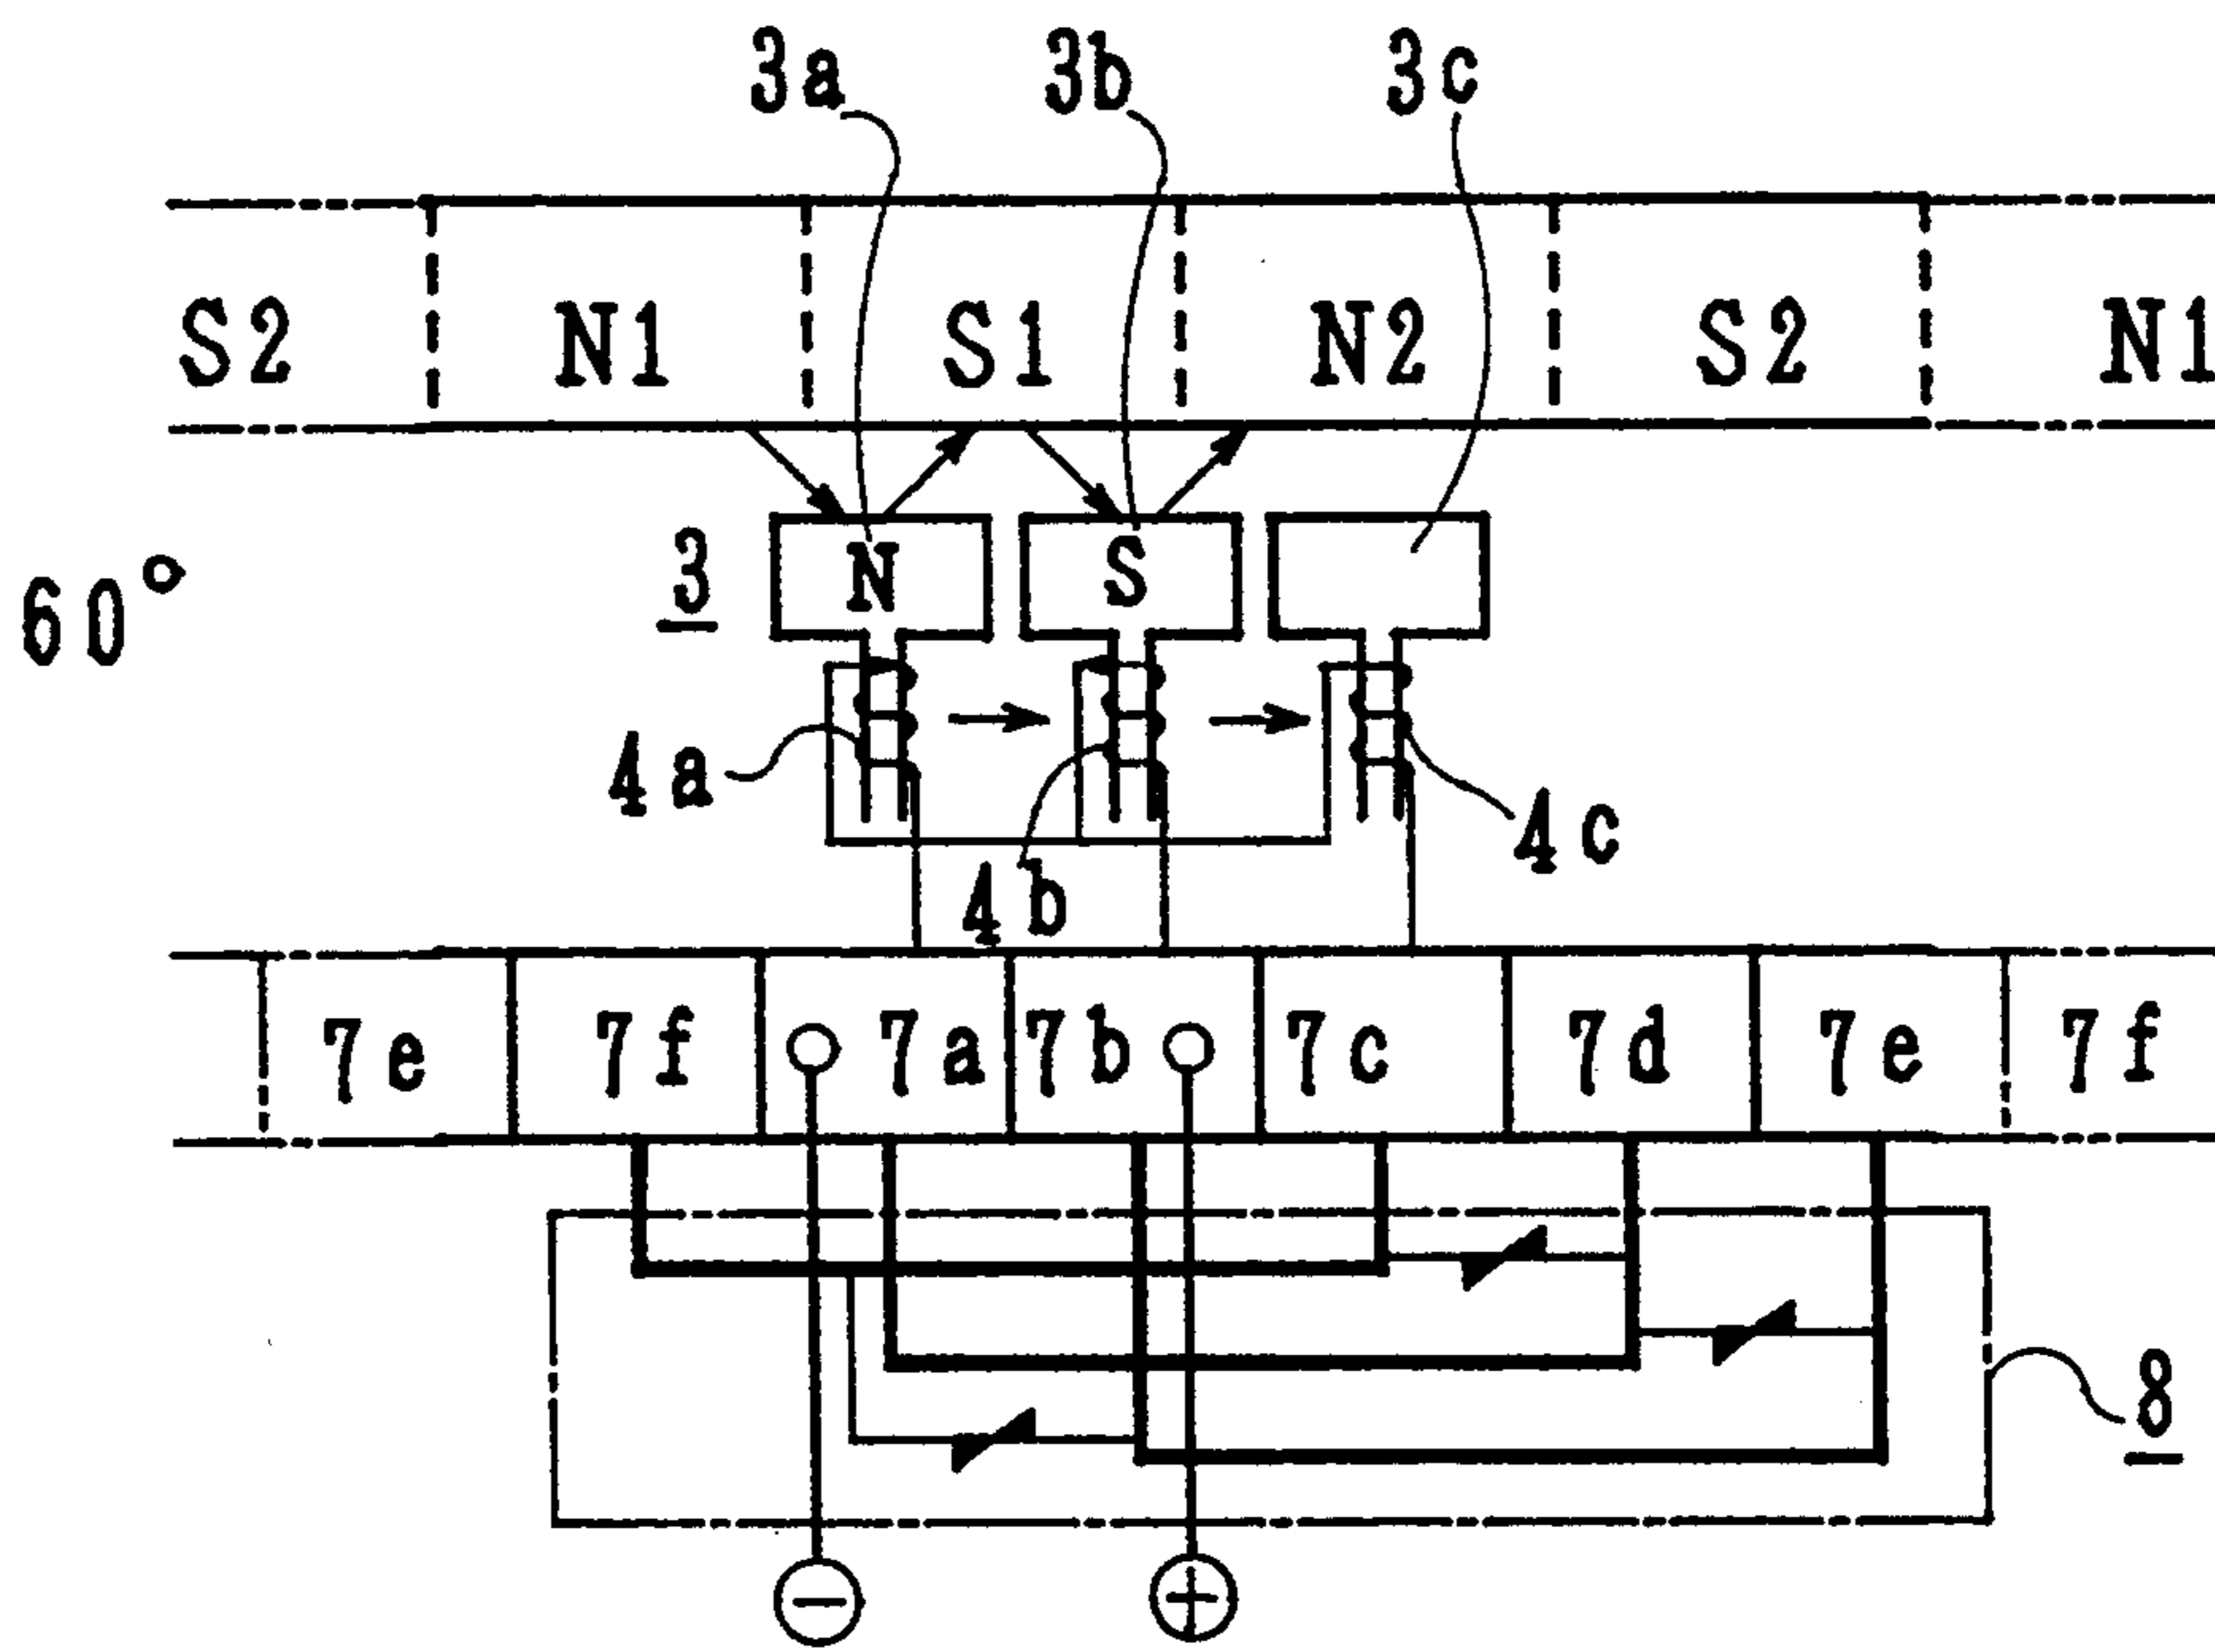 3a 3b 3c
S2 N1 S1 N2 S2 N1
60° 3 N S
4a 4b 4c
7e 7f 7a 7b 7c 7d 7e 7f
8
− +